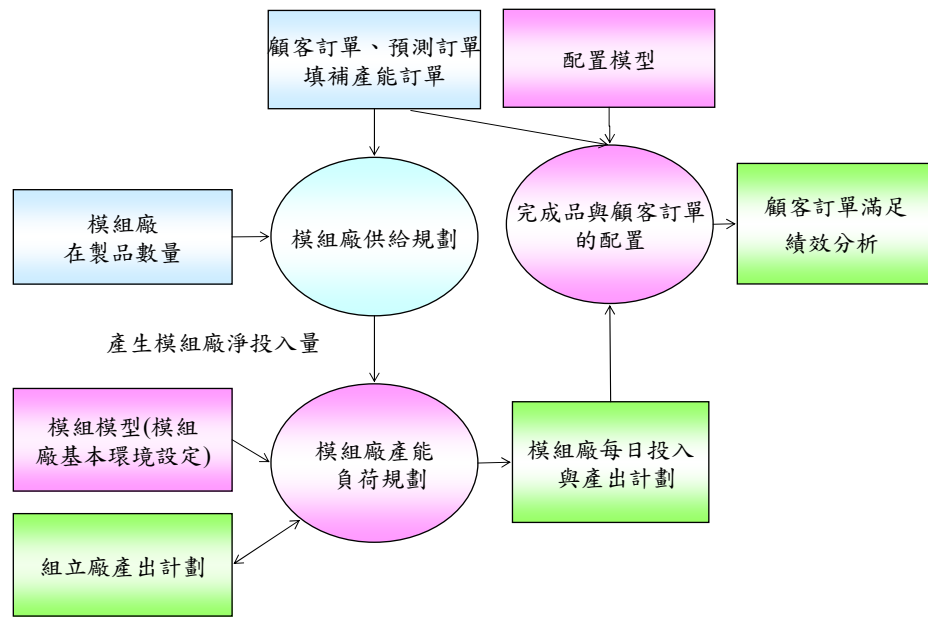 顧客訂單、預測訂單
填補產能訂單
配置模型
模組廠
在製品數量
模組廠供給規劃
完成品與顧客訂單
的配置
顧客訂單滿足
績效分析
產生模組廠淨投入量
模組模型(模組
廠基本環境設定)
模組廠產能
負荷規劃
模組廠每日投入
與產出計劃
組立廠產出計劃